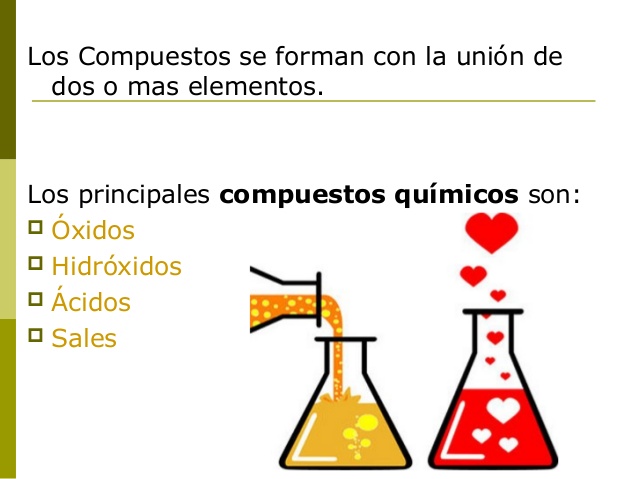 Los Compuestos se forman con la unión de
dos o mas elementos.
Los principales compuestos químicos son:
Óxidos
Hidróxidos
Ácidos
Sales